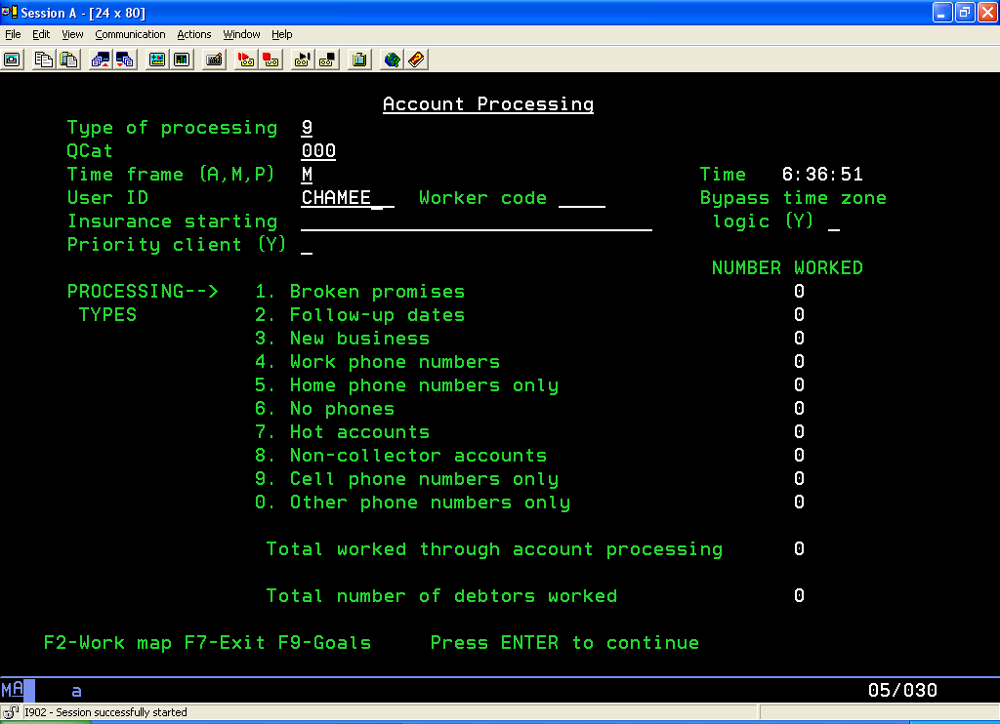 Session A - [24 x 80]
File Edit View Communication Actions Window Help
Account Processing
Type of processing 9
QCat 000
Time frame (A,M,P) M Time 6:36:51
User ID CHAMEE Worker code Bypass time zone
Insurance starting logic (Y)
Priority client (Y)
NUMBER WORKED
PROCESSING--> 1. Broken promises 0
TYPES 2. Follow-up dates 0
3. New business 0
4. Work phone numbers 0
5. Home phone numbers only 0
6. No phones 0
7. Hot accounts 0
8. Non-collector accounts 0
9. Cell phone numbers only 0
0. Other phone numbers only 0
Total worked through account processing 0
Total number of debtors worked 0
F2-Work map F7-Exit F9-Goals Press ENTER to continue
MA a 05/030
I902 - Session successfully started